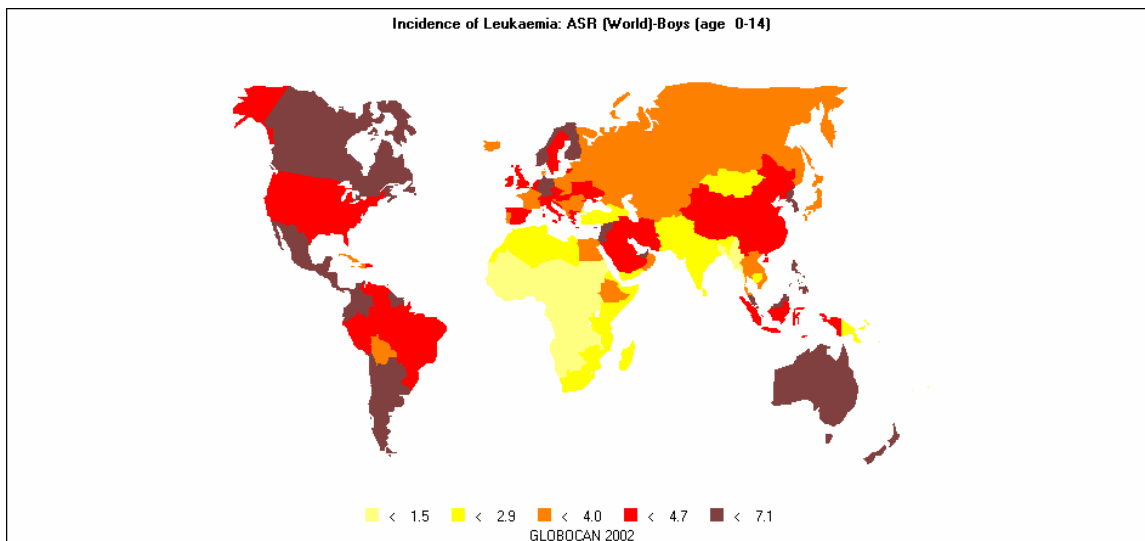 Incidence of Leukaemia: ASR (World)-Boys (age 0-14)
< 1.5 < 2.9 < 4.0 < 4.7 < 7.1
GLOBOCAN 2002